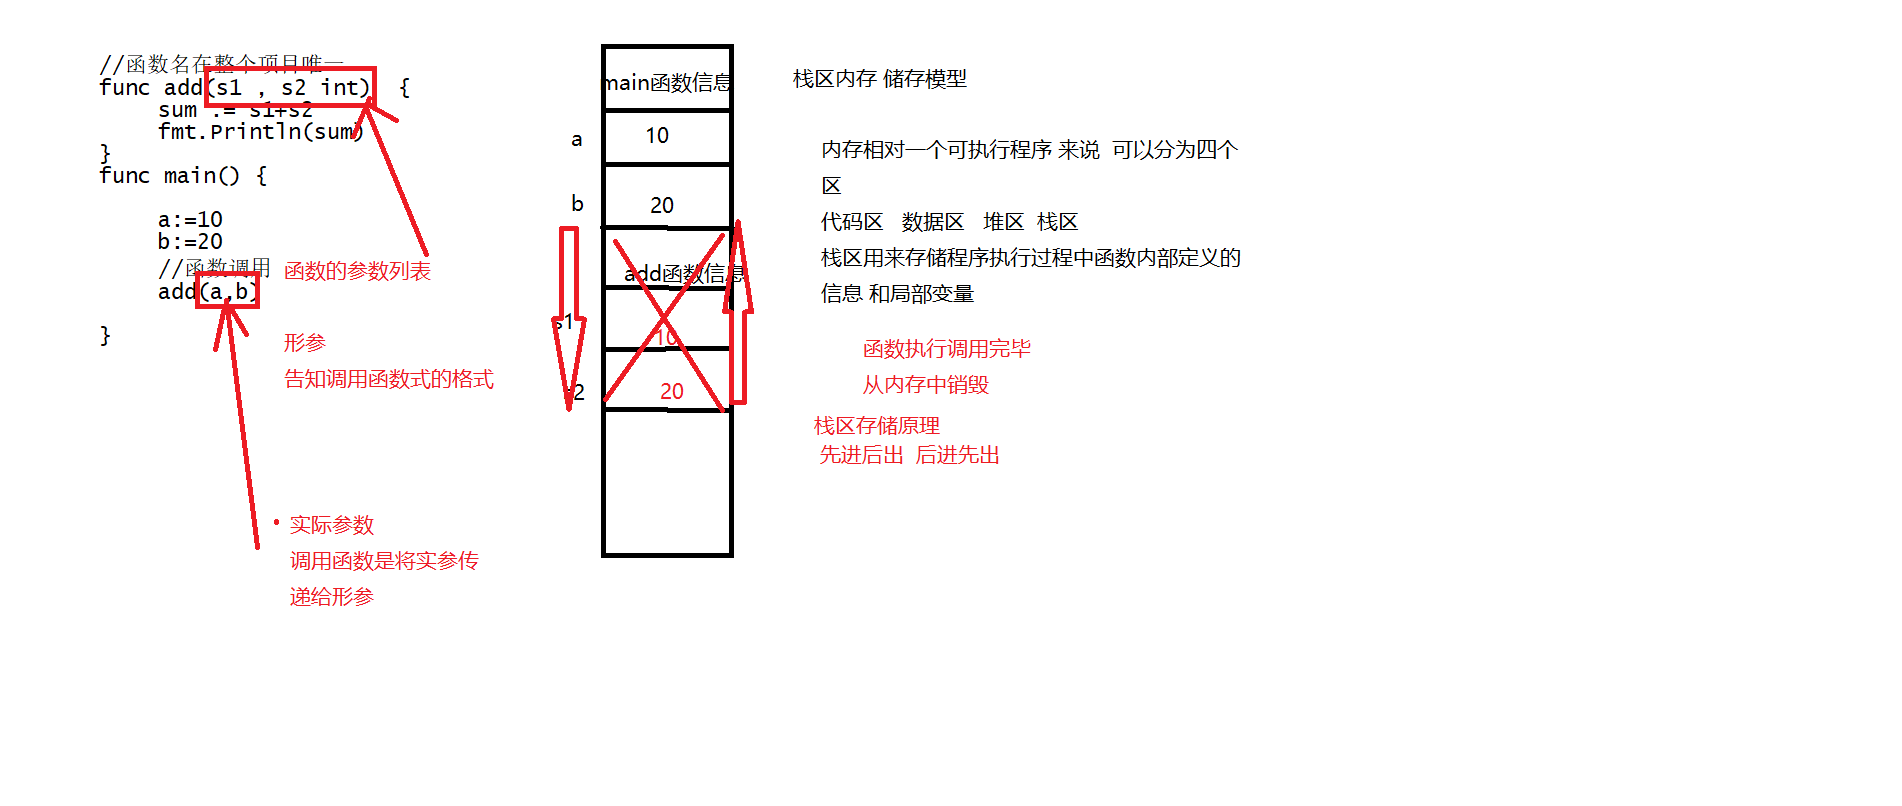 //函数名在整个项目唯一
func add(s1 , s2 int) {
sum := s1+s2
fmt.Println(sum)
}
func main() {
a:=10
b:=20
//函数调用
add(a,b)
}
函数的参数列表
形参
告知调用函数式的格式
实际参数
调用函数是将实参传
递给形参
main函数信息
a
10
b
20
add函数信息
s1
10
2
20
栈区内存 储存模型
内存相对一个可执行程序 来说 可以分为四个
区
代码区 数据区 堆区 栈区
栈区用来存储程序执行过程中函数内部定义的
信息 和局部变量
函数执行调用完毕
从内存中销毁
栈区存储原理
先进后出 后进先出